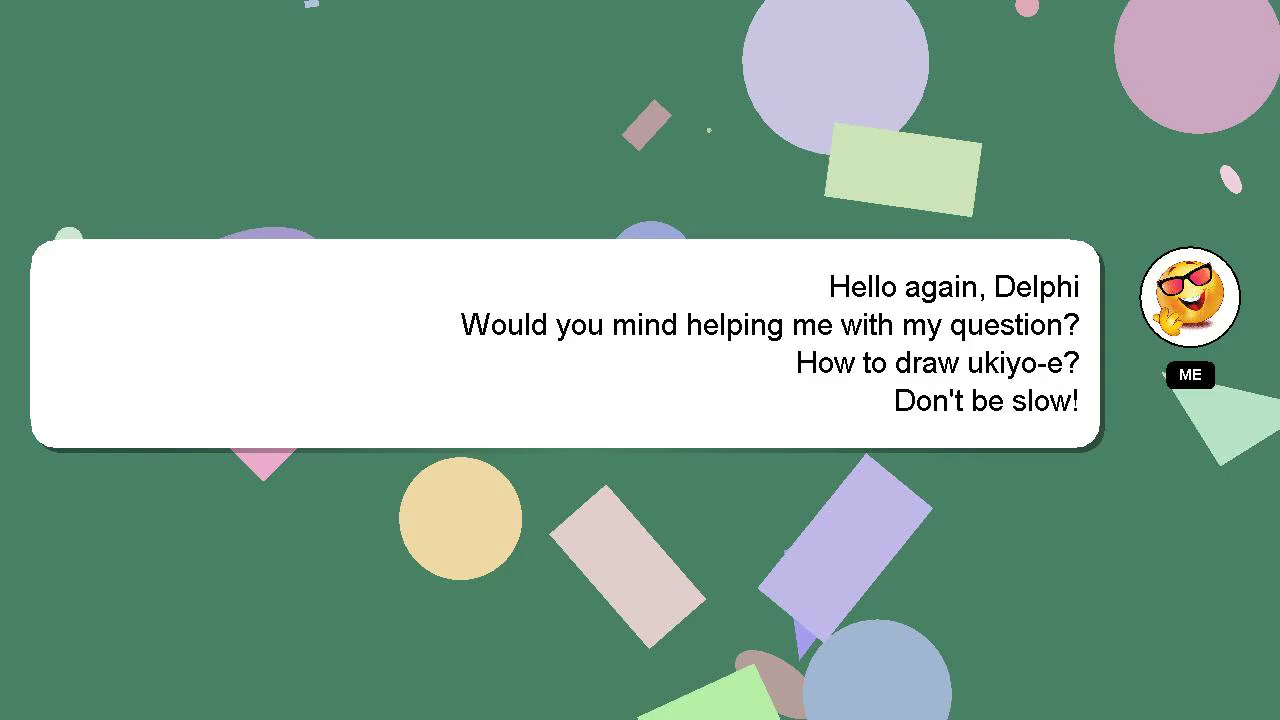 Hello again, Delphi
Would you mind helping me with my question?
How to draw ukiyo-e?
Don't be slow!
ME